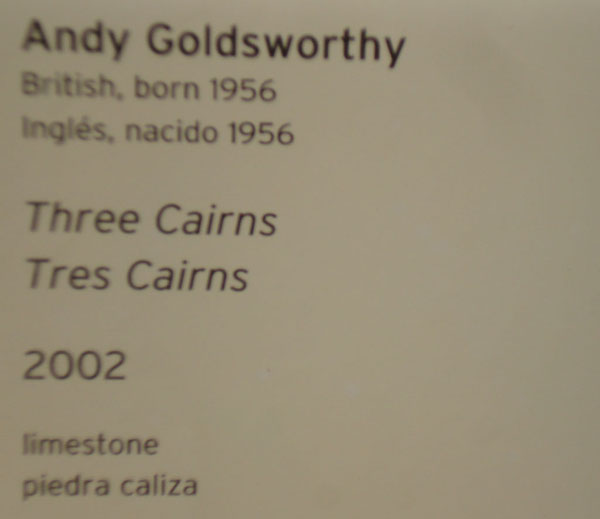 Andy Goldsworthy
British, born 1956
Inglés, nacido 1956
Three Cairns
Tres Cairns
2002
limestone
piedra caliza